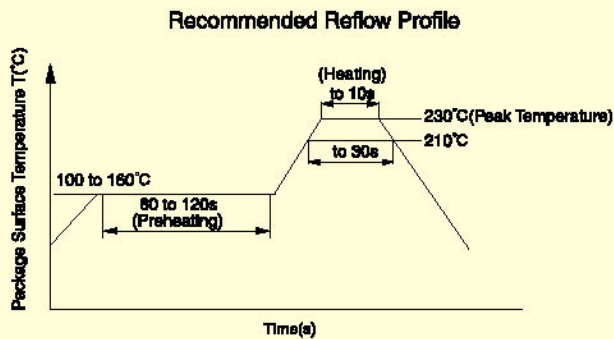 Recommended Reflow Profile
Package Surface Temperature T(°C)
(Heating)
to 10s
230°C(Peak Temperature)
210°C
to 30s
100 to 160°C
60 to 120s
(Preheating)
Time(s)